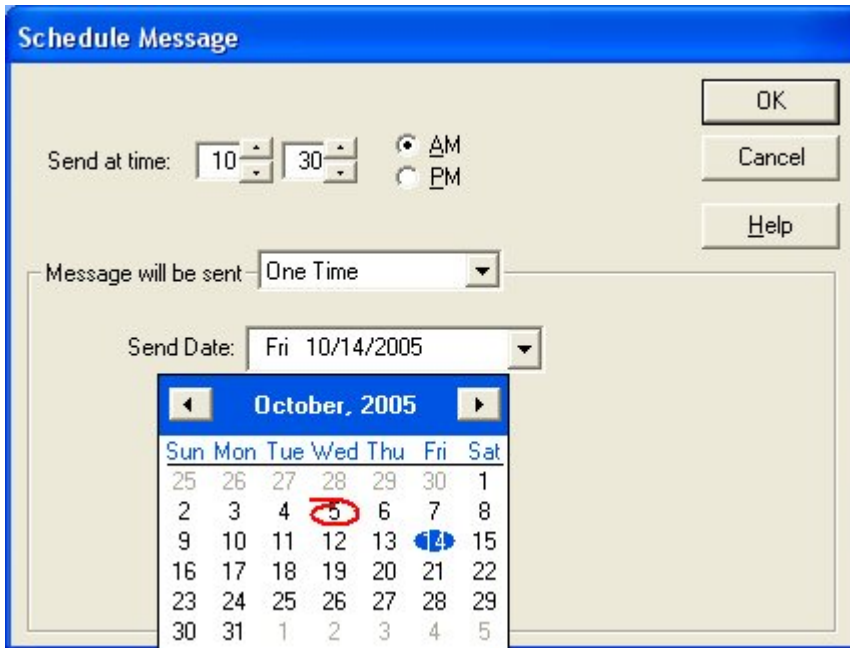 Schedule Message
OK
Send at time: 10 30 AM
PM
Cancel
Help
Message will be sent One Time
Send Date: Fri 10/14/2005
October, 2005
Sun Mon Tue Wed Thu Fri Sat
25 26 27 28 29 30 1
2 3 4 5 6 7 8
9 10 11 12 13 14 15
16 17 18 19 20 21 22
23 24 25 26 27 28 29
30 31 1 2 3 4 5